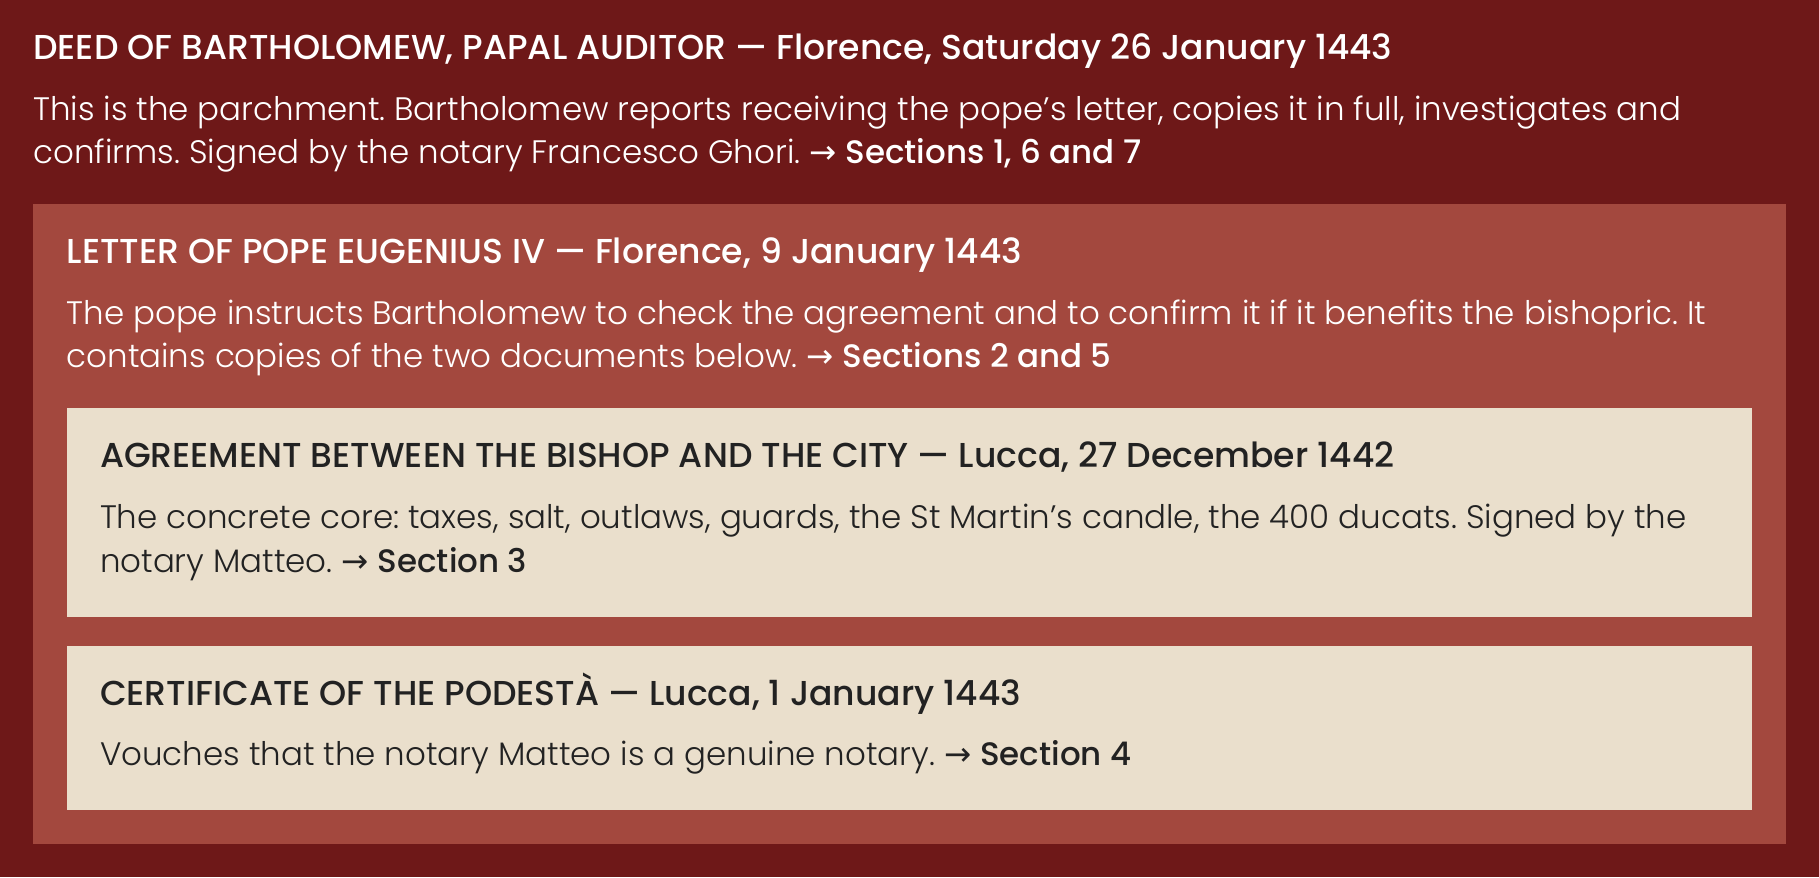 DEED OF BARTHOLOMEW, PAPAL AUDITOR — Florence, Saturday 26 January 1443
This is the parchment. Bartholomew reports receiving the pope’s letter, copies it in full, investigates and
confirms. Signed by the notary Francesco Ghori. → Sections 1, 6 and 7
LETTER OF POPE EUGENIUS IV — Florence, 9 January 1443
The pope instructs Bartholomew to check the agreement and to confirm it if it benefits the bishopric. It
contains copies of the two documents below. → Sections 2 and 5
AGREEMENT BETWEEN THE BISHOP AND THE CITY — Lucca, 27 December 1442
The concrete core: taxes, salt, outlaws, guards, the St Martin’s candle, the 400 ducats. Signed by the
notary Matteo. → Section 3
CERTIFICATE OF THE PODESTÀ — Lucca, 1 January 1443
Vouches that the notary Matteo is a genuine notary. → Section 4